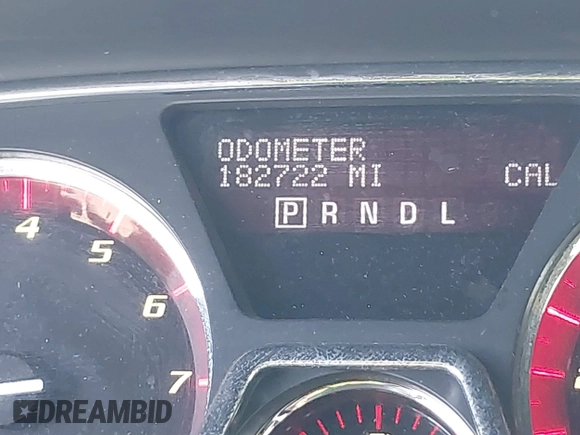 ODOMETER
182722 MI CAL
P R N D L
4
5
6
7
DREAMBID